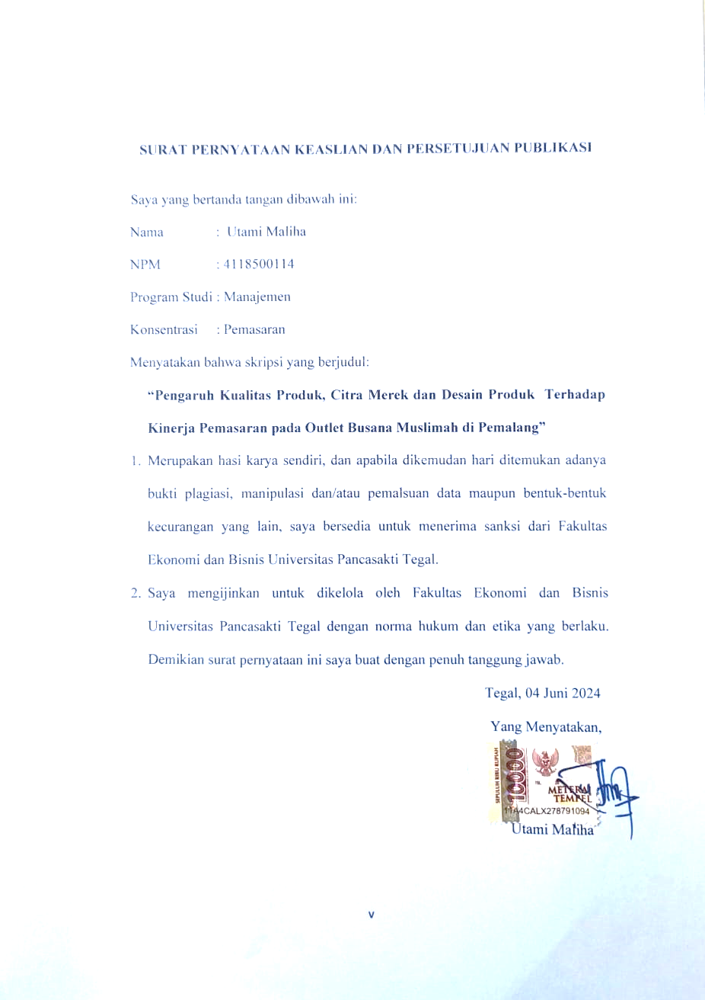 SURAT PERNYATAAN KEASLIAN DAN PERSETUJUAN PUBLIKASI
Saya yang bertanda tangan dibawah ini:
Nama : Utami Maliha
NPM : 4118500114
Program Studi : Manajemen
Konsentrasi : Pemasaran
Menyatakan bahwa skripsi yang berjudul:
“Pengaruh Kualitas Produk, Citra Merek dan Desain Produk Terhadap
Kinerja Pemasaran pada Outlet Busana Muslimah di Pemalang”
1. Merupakan hasi karya sendiri, dan apabila dikemudan hari ditemukan adanya
bukti plagiasi, manipulasi dan/atau pemalsuan data maupun bentuk-bentuk
kecurangan yang lain, saya bersedia untuk menerima sanksi dari Fakultas
Ekonomi dan Bisnis Universitas Pancasakti Tegal.
2. Saya mengijinkan untuk dikelola oleh Fakultas Ekonomi dan Bisnis
Universitas Pancasakti Tegal dengan norma hukum dan etika yang berlaku.
Demikian surat pernyataan ini saya buat dengan penuh tanggung jawab.
Tegal, 04 Juni 2024
Yang Menyatakan,
SEPULUH RIBU RUPIAH
10000
METERAI
TEMPEL
11A4CALX278791094
Utami Maliha
v